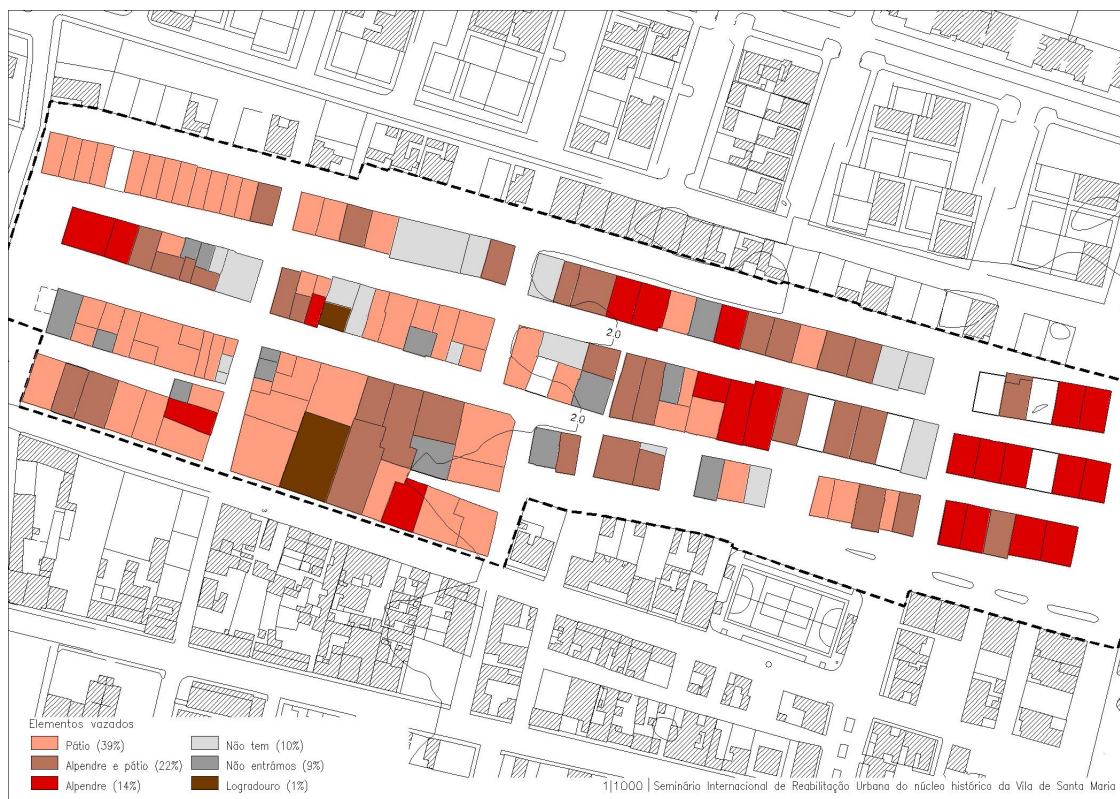 2.0
2.0
Elementos vazados
Pátio (39%)
Alpendre e pátio (22%)
Alpendre (14%)
Não tem (10%)
Não entrámos (9%)
Logradouro (1%)
1|1000 | Seminário Internacional de Reabilitação Urbana do núcleo histórico da Vila de Santa Maria